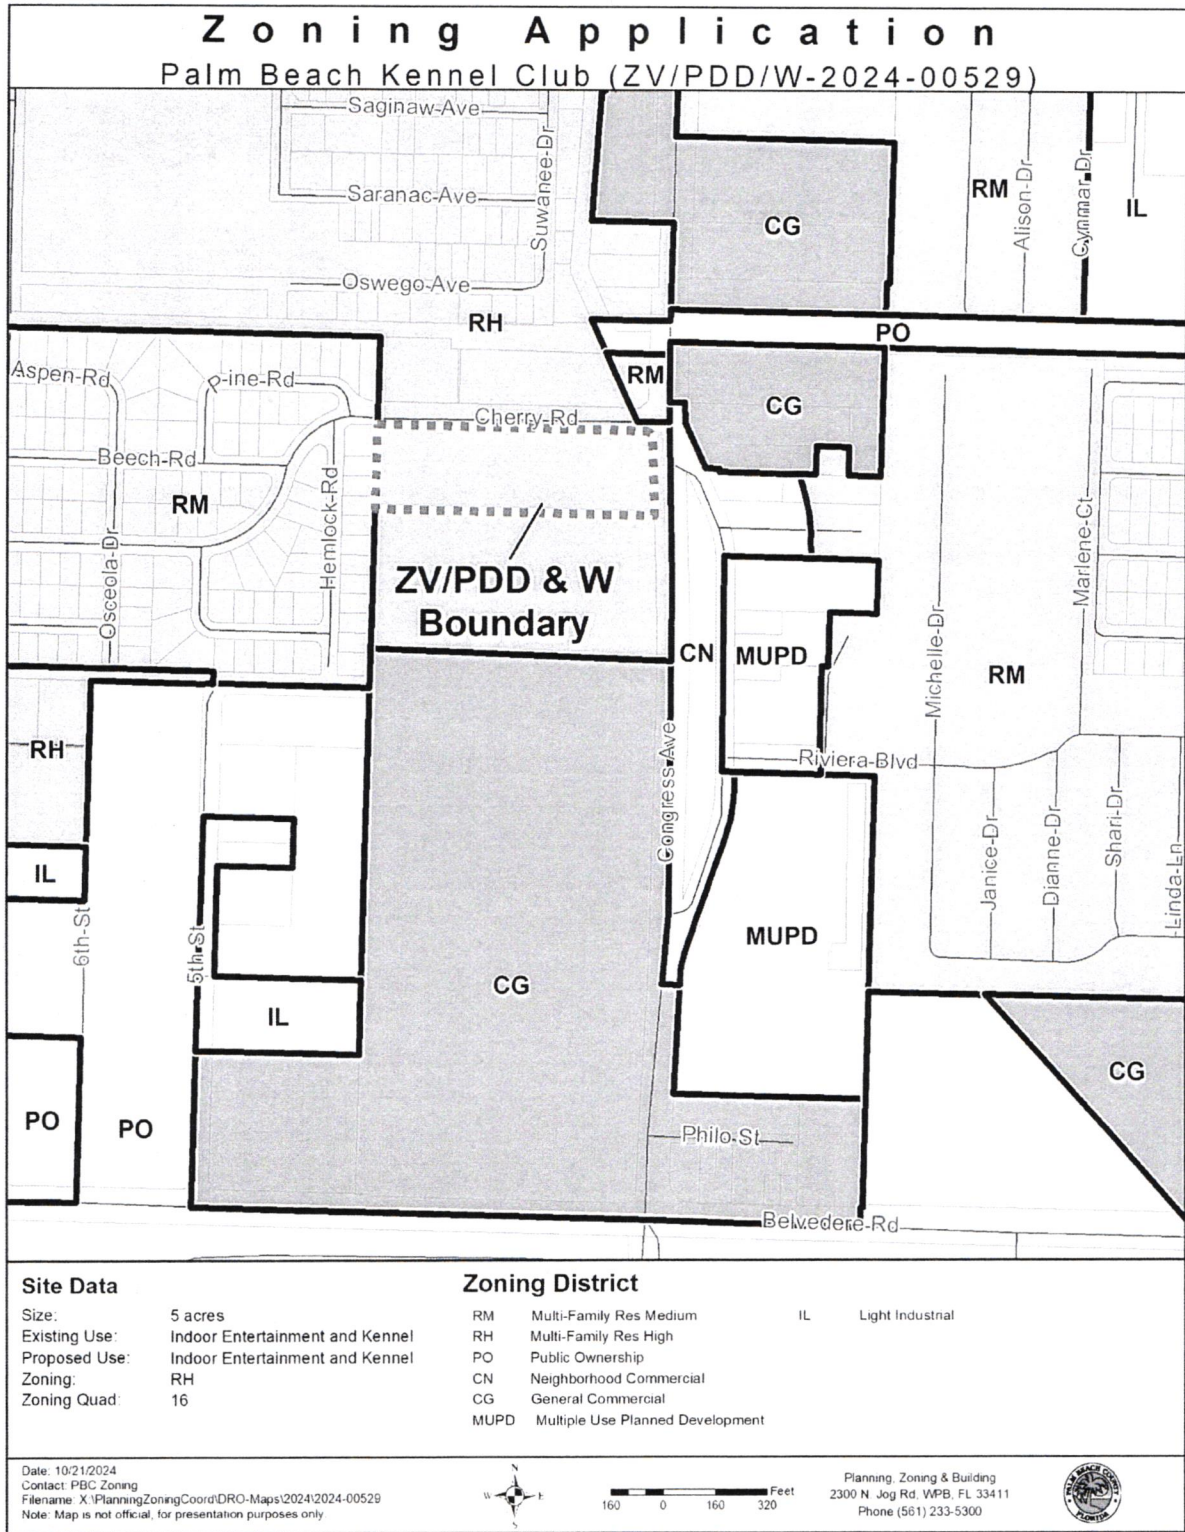 Zoning Application
Palm Beach Kennel Club (ZV/PDD/W-2024-00529)
Saginaw-Ave
Saranac-Ave
Suwanee-Dr
Oswego-Ave
RH
CG
RM
Alison-Dr
Gynmar-Dr
IL
PO
Aspen-Rd
P-ine-Rd
RM
Cherry-Rd
CG
Beech-Rd
RM
Hemlock-Rd
Osceola-Dr
ZV/PDD & W
Boundary
CN
MUPD
Michelle-Dr
Marlene-Ct
RM
RH
Congress Ave
Riviera-Blvd
Janice-Dr
Dianne-Dr
Shari-Dr
Linda-Ln
IL
6th-St
5th-St
MUPD
CG
IL
CG
PO
PO
Philo-St
Belvedere-Rd
Site Data
Size: 5 acres
Existing Use: Indoor Entertainment and Kennel
Proposed Use: Indoor Entertainment and Kennel
Zoning: RH
Zoning Quad: 16
Zoning District
RM Multi-Family Res Medium
RH Multi-Family Res High
PO Public Ownership
CN Neighborhood Commercial
CG General Commercial
MUPD Multiple Use Planned Development
IL Light Industrial
Date: 10/21/2024
Contact: PBC Zoning
Filename: X:\PlanningZoningCoord\DRO-Maps\2024\2024-00529
Note: Map is not official, for presentation purposes only
N
W E
S
Feet
160 0 160 320
Planning, Zoning & Building
2300 N. Jog Rd, WPB, FL 33411
Phone (561) 233-5300
PALM BEACH COUNTY
FLORIDA